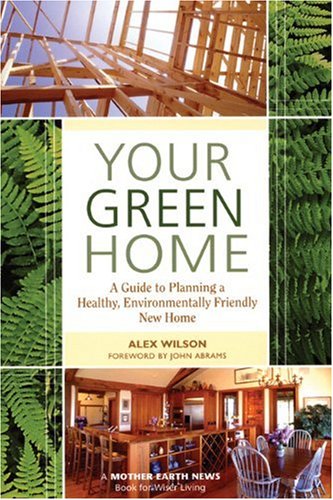 YOUR
GREEN
HOME
A Guide to Planning a
Healthy, Environmentally Friendly
New Home
ALEX WILSON
FOREWORD BY JOHN ABRAMS
A MOTHER EARTH NEWS
Book for Wiser Living